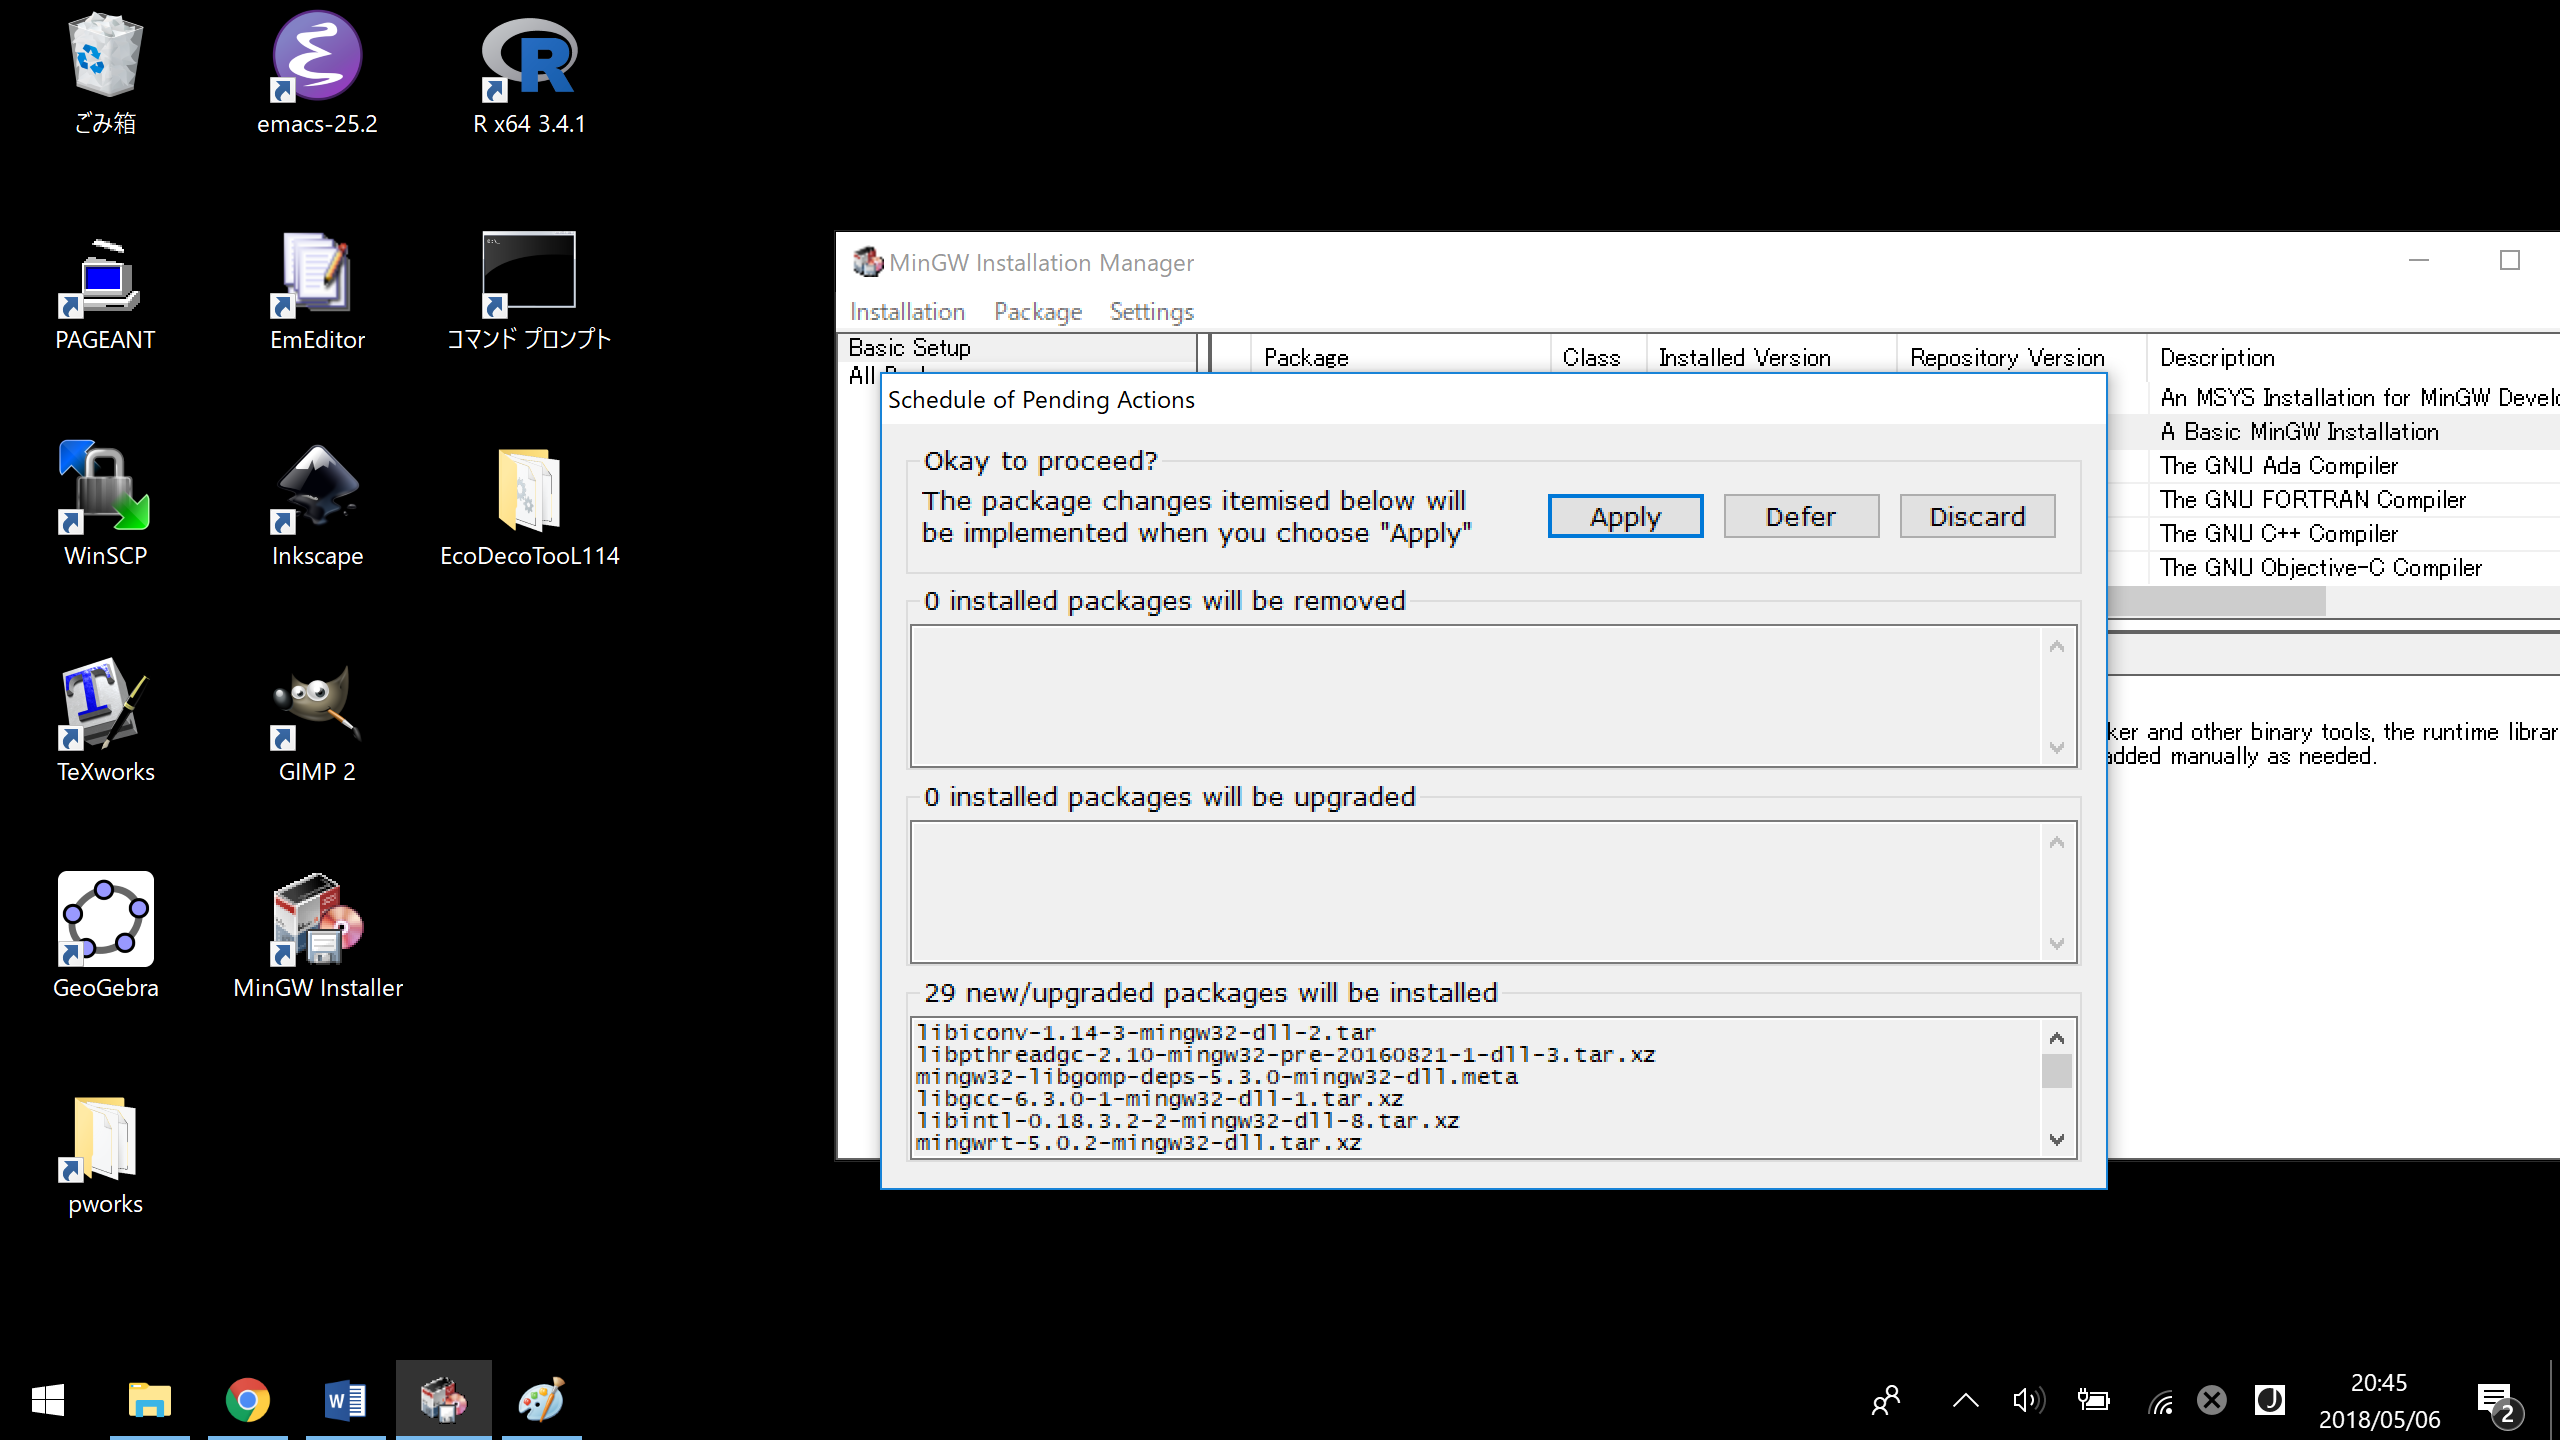 ごみ箱
emacs-25.2
R x64 3.4.1
PAGEANT
EmEditor
コマンド プロンプト
WinSCP
Inkscape
EcoDecoTooL114
TeXworks
GIMP 2
GeoGebra
MinGW Installer
pworks
MinGW Installation Manager
Installation Package Settings
Basic Setup
All
Package Class Installed Version Repository Version Description
An MSYS Installation for MinGW
A Basic MinGW Installation
The GNU Ada Compiler
The GNU FORTRAN Compiler
The GNU C++ Compiler
The GNU Objective-C Compiler
ker and other binary tools, the runtime librar
added manually as needed.
Schedule of Pending Actions
Okay to proceed?
The package changes itemised below will
be implemented when you choose "Apply"
Apply Defer Discard
0 installed packages will be removed
0 installed packages will be upgraded
29 new/upgraded packages will be installed
libiconv-1.14-3-mingw32-dll-2.tar
libpthreadgc-2.10-mingw32-pre-20160821-1-dll-3.tar.xz
mingw32-libgomp-deps-5.3.0-mingw32-dll.meta
libgcc-6.3.0-1-mingw32-dll-1.tar.xz
libintl-0.18.3.2-2-mingw32-dll-8.tar.xz
mingwrt-5.0.2-mingw32-dll.tar.xz
20:45
2018/05/06
2